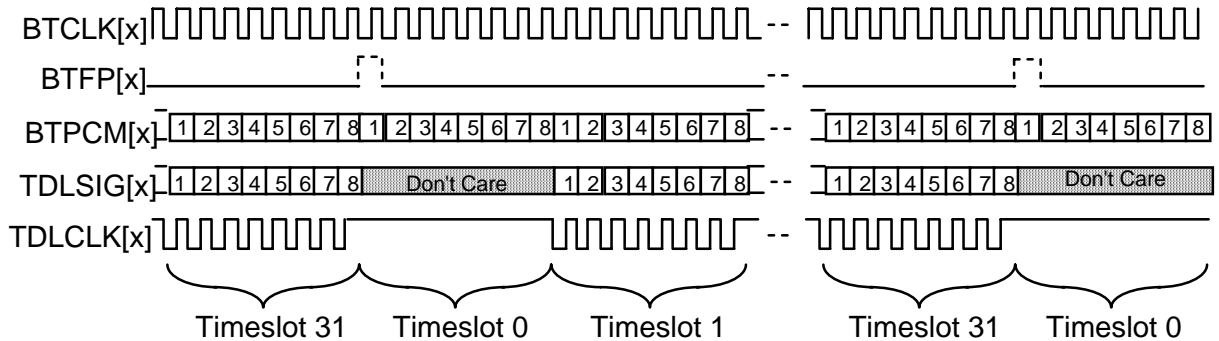 BTCLK[x] --
BTFP[x] --
BTPCM[x] 1 2 3 4 5 6 7 8 1 2 3 4 5 6 7 8 1 2 3 4 5 6 7 8 -- 1 2 3 4 5 6 7 8 1 2 3 4 5 6 7 8
TDLSIG[x] 1 2 3 4 5 6 7 8 Don't Care 1 2 3 4 5 6 7 8 -- 1 2 3 4 5 6 7 8 Don't Care
TDLCLK[x] --
Timeslot 31 Timeslot 0 Timeslot 1 Timeslot 31 Timeslot 0